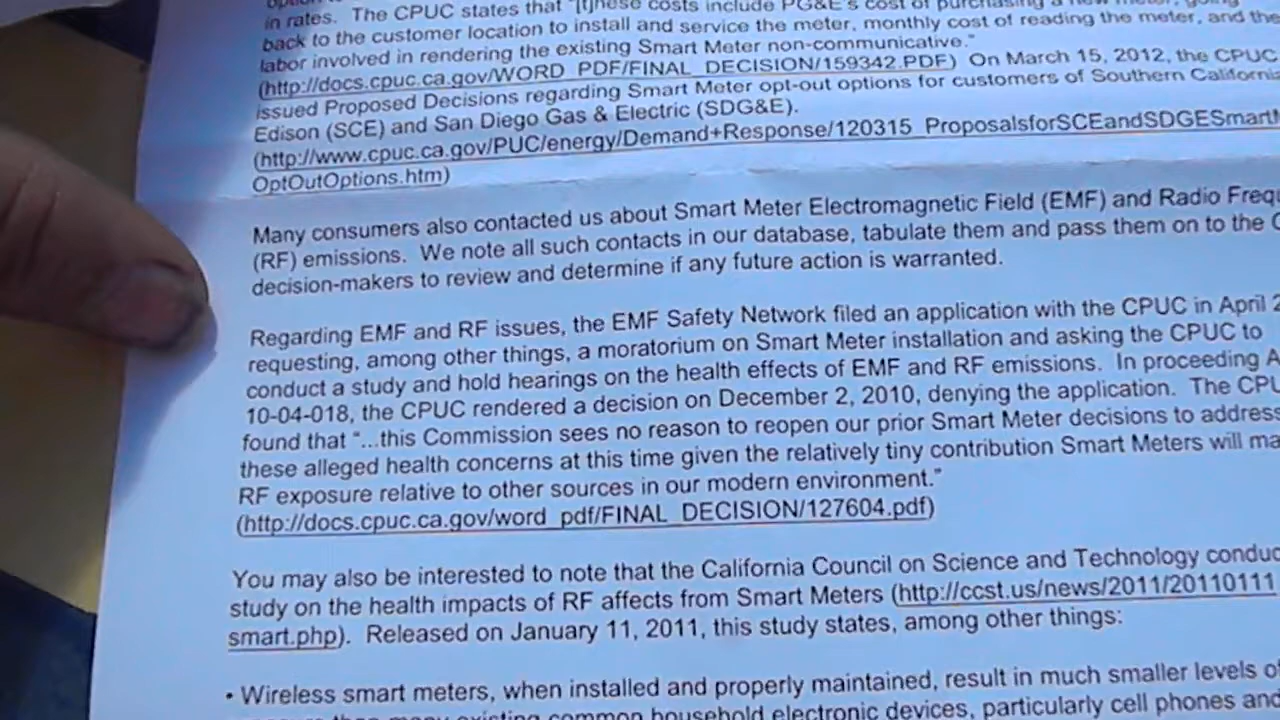 in rates. The CPUC states that "[t]hese costs include PG&E's cost of purchasing a new meter, going
back to the customer location to install and service the meter, monthly cost of reading the meter, and the
labor involved in rendering the existing Smart Meter non-communicative."
(http://docs.cpuc.ca.gov/WORD_PDF/FINAL_DECISION/159342.PDF) On March 15, 2012, the CPUC
issued Proposed Decisions regarding Smart Meter opt-out options for customers of Southern California
Edison (SCE) and San Diego Gas & Electric (SDG&E).
(http://www.cpuc.ca.gov/PUC/energy/Demand+Response/120315_ProposalsforSCEandSDGESmart
OptOutOptions.htm)
Many consumers also contacted us about Smart Meter Electromagnetic Field (EMF) and Radio Frequ
(RF) emissions. We note all such contacts in our database, tabulate them and pass them on to the C
decision-makers to review and determine if any future action is warranted.
Regarding EMF and RF issues, the EMF Safety Network filed an application with the CPUC in April 2
requesting, among other things, a moratorium on Smart Meter installation and asking the CPUC to
conduct a study and hold hearings on the health effects of EMF and RF emissions. In proceeding A
10-04-018, the CPUC rendered a decision on December 2, 2010, denying the application. The CPU
found that "...this Commission sees no reason to reopen our prior Smart Meter decisions to address
these alleged health concerns at this time given the relatively tiny contribution Smart Meters will ma
RF exposure relative to other sources in our modern environment."
(http://docs.cpuc.ca.gov/word_pdf/FINAL_DECISION/127604.pdf)
You may also be interested to note that the California Council on Science and Technology conduc
study on the health impacts of RF affects from Smart Meters (http://ccst.us/news/2011/20110111
smart.php). Released on January 11, 2011, this study states, among other things:
• Wireless smart meters, when installed and properly maintained, result in much smaller levels of
than many existing common household electronic devices, particularly cell phones and